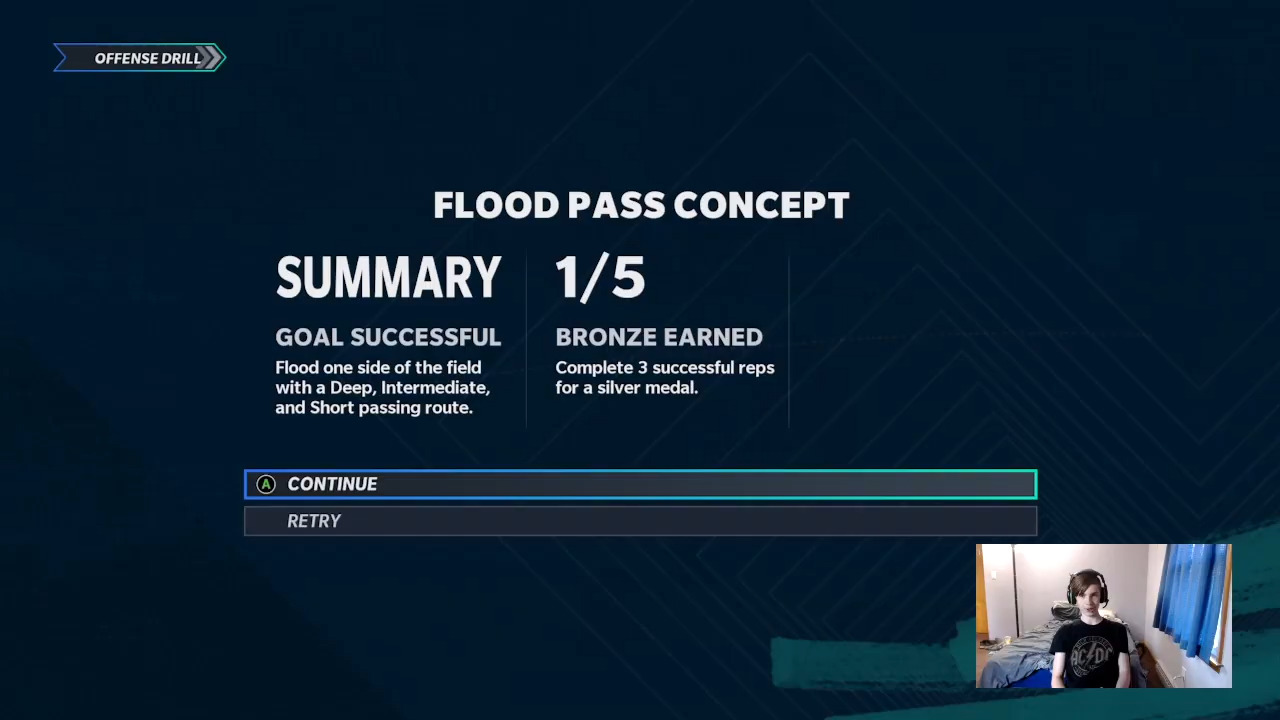 OFFENSE DRILL
FLOOD PASS CONCEPT
SUMMARY
GOAL SUCCESSFUL
Flood one side of the field
with a Deep, Intermediate,
and Short passing route.
1/5
BRONZE EARNED
Complete 3 successful reps
for a silver medal.
A CONTINUE
RETRY
AC/DC